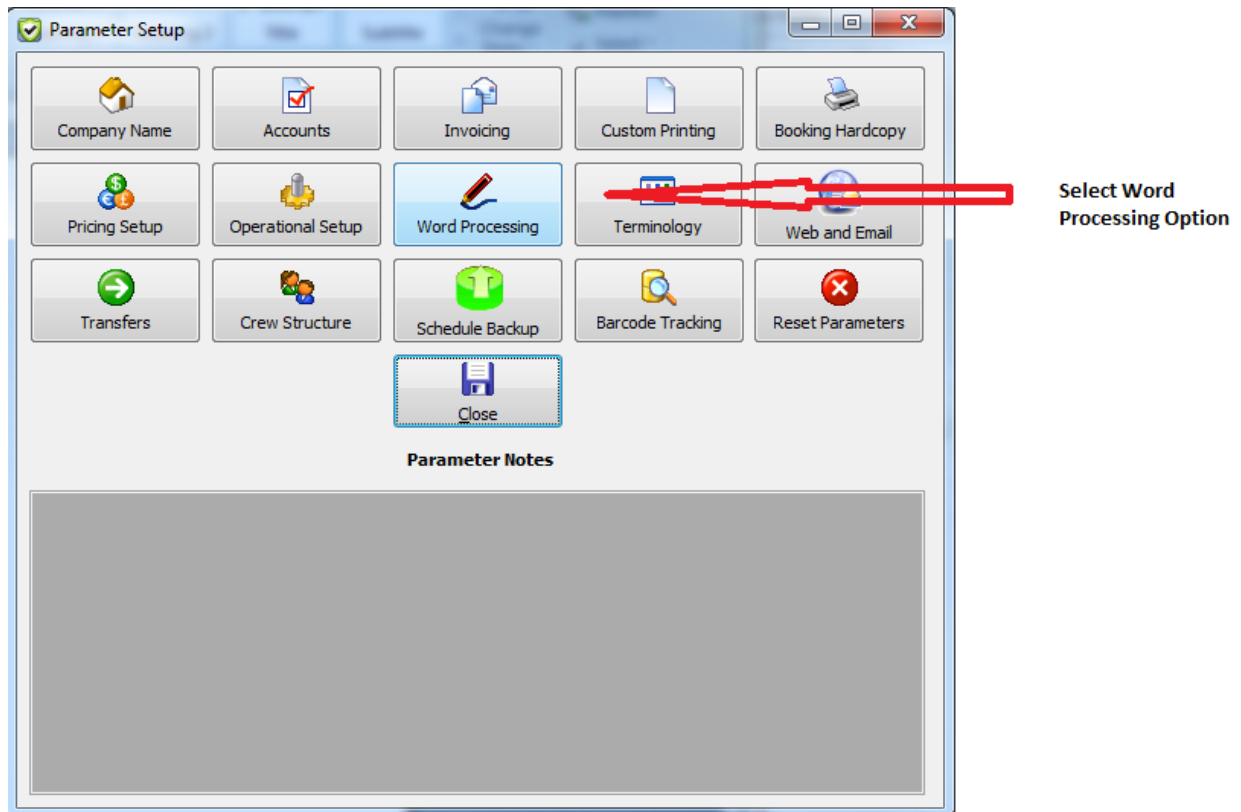 Parameter Setup
Company Name
Accounts
Invoicing
Custom Printing
Booking Hardcopy
Pricing Setup
Operational Setup
Word Processing
Terminology
Web and Email
Select Word
Processing Option
Transfers
Crew Structure
Schedule Backup
Barcode Tracking
Reset Parameters
Close
Parameter Notes